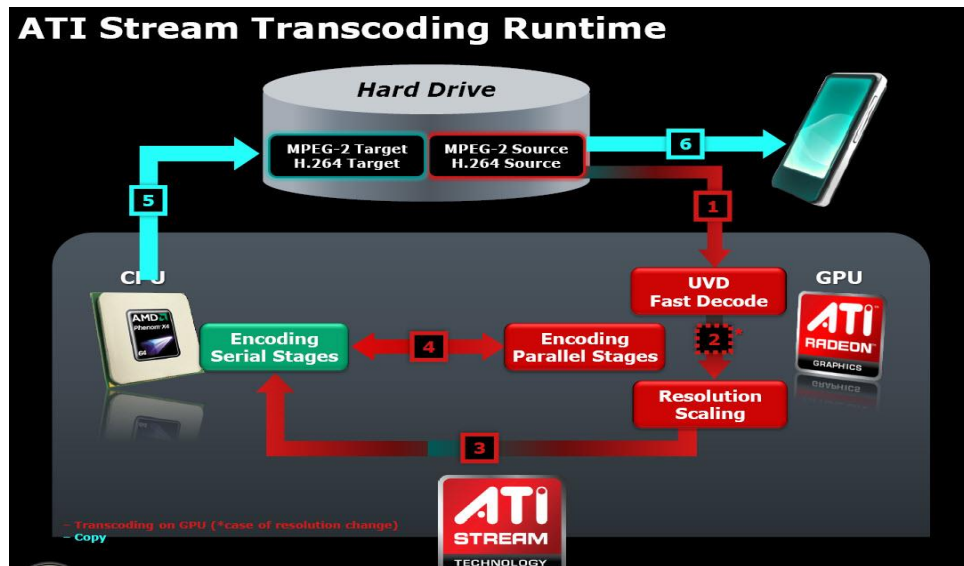 ATI Stream Transcoding Runtime
Hard Drive
MPEG-2 Target
H.264 Target
MPEG-2 Source
H.264 Source
6
5
1
CPU
UVD
Fast Decode
GPU
AMD
Phenom X4
64
Encoding
Serial Stages
4
Encoding
Parallel Stages
2*
ATI
RADEON
GRAPHICS
Resolution
Scaling
3
ATI
STREAM
TECHNOLOGY
- Transcoding on GPU (*case of resolution change)
- Copy